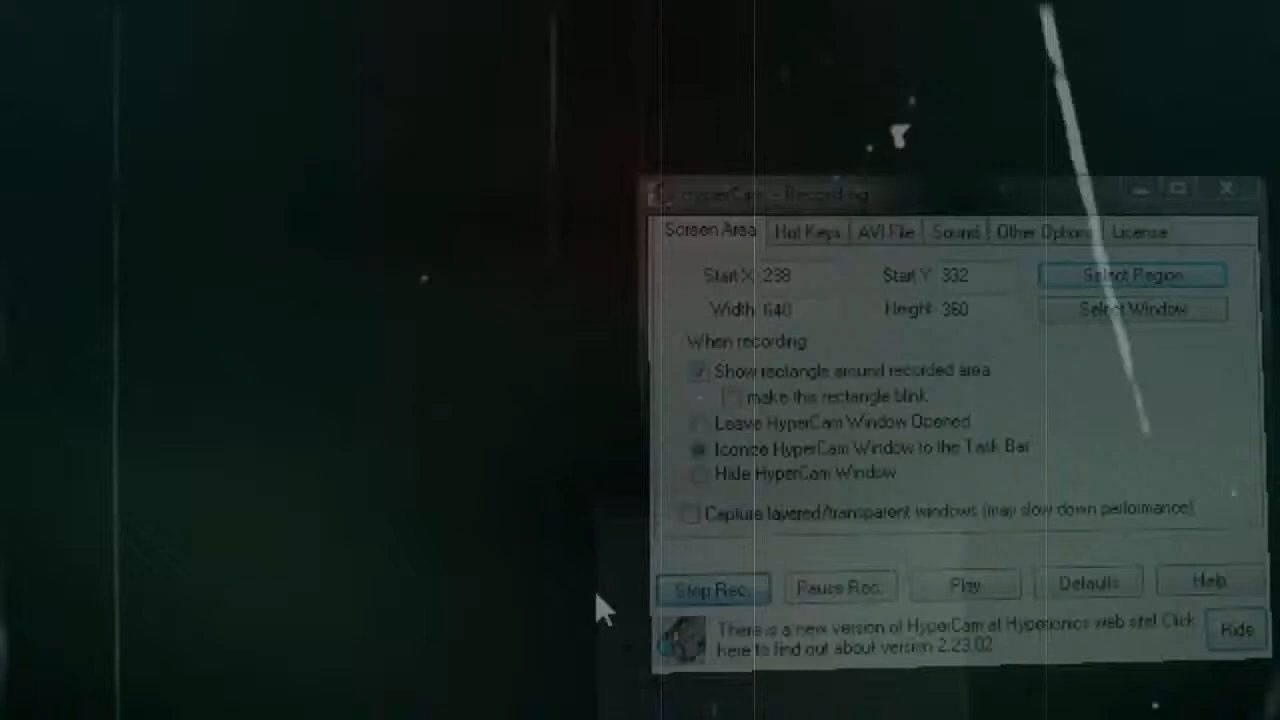 HyperCam - Recording
Screen Area Hot Keys AVI File Sound Other Options License
Start X: 238 Start Y: 332 Select Region
Width: 640 Height: 360 Select Window
When recording:
Show rectangle around recorded area
make this rectangle blink
Leave HyperCam Window Opened
Iconize HyperCam Window to the Task Bar
Hide HyperCam Window
Capture layered/transparent windows (may slow down performance)
Stop Rec. Pause Rec. Play Defaults Help
There is a new version of HyperCam at Hyperionics web site! Click
here to find out about version 2.23.02
Hide